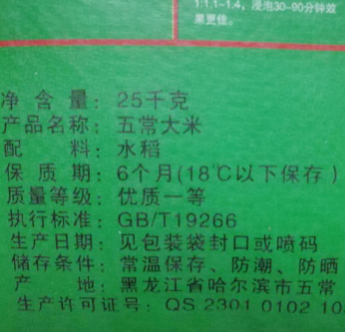 1:1.1-1.4，浸泡30-90分钟效
果更佳。
净含量：25千克
产品名称：五常大米
配料：水稻
保质期：6个月(18℃以下保存)
质量等级：优质一等
执行标准：GB/T19266
生产日期：见包装袋封口或喷码
储存条件：常温保存、防潮、防晒
产地：黑龙江省哈尔滨市五常
生产许可证号：QS 2301 0102 10